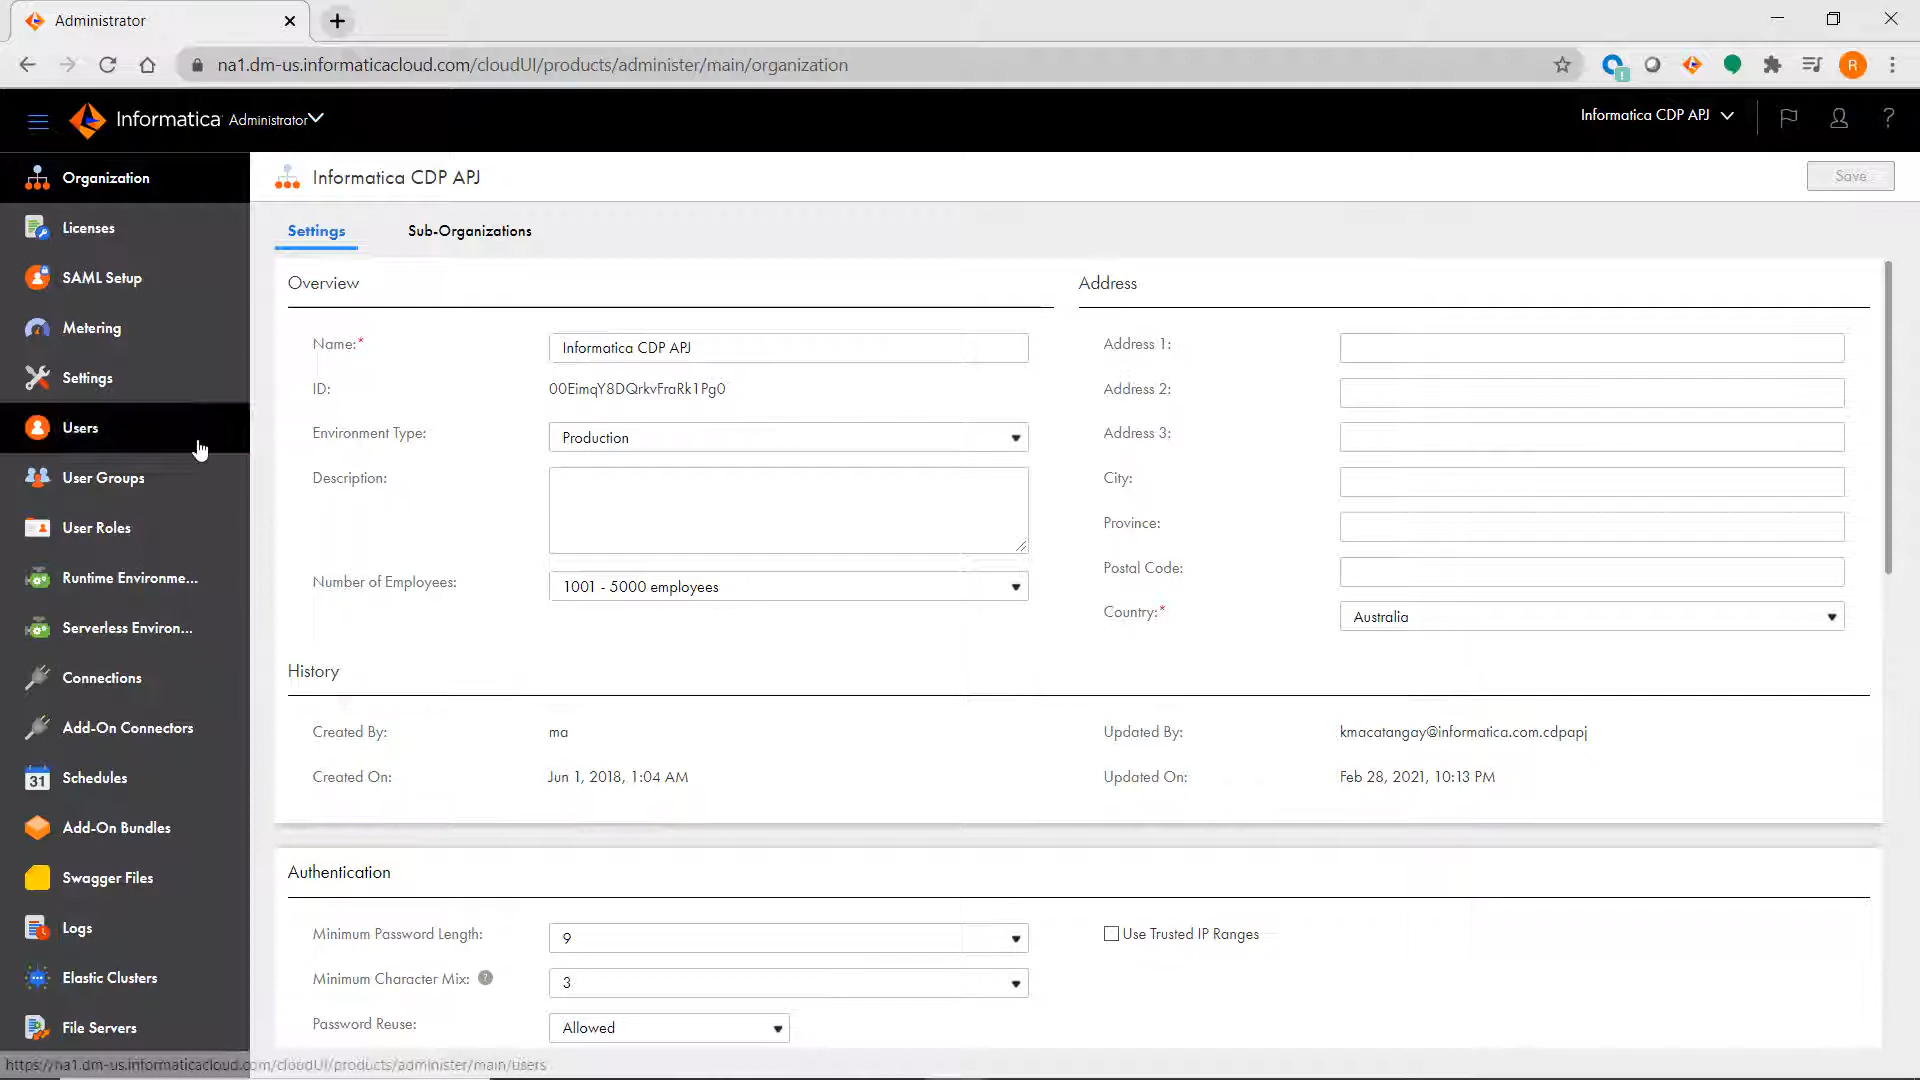 Administrator
na1.dm-us.informaticacloud.com/cloudUI/products/administer/main/organization
R
Informatica Administrator
Informatica CDP APJ
?
Organization
Licenses
SAML Setup
Metering
Settings
Users
User Groups
User Roles
Runtime Environme...
Serverless Environ...
Connections
Add-On Connectors
31
Schedules
Add-On Bundles
Swagger Files
Logs
Elastic Clusters
File Servers
Informatica CDP APJ
Save
Settings
Sub-Organizations
Overview
Name:*
Informatica CDP APJ
ID:
00EimqY8DQrkvFraRk1Pg0
Environment Type:
Production
Description:
Number of Employees:
1001 - 5000 employees
Address
Address 1:
Address 2:
Address 3:
City:
Province:
Postal Code:
Country:*
Australia
History
Created By:
ma
Updated By:
kmacatangay@informatica.com.cdpapj
Created On:
Jun 1, 2018, 1:04 AM
Updated On:
Feb 28, 2021, 10:13 PM
Authentication
Minimum Password Length:
9
Use Trusted IP Ranges
Minimum Character Mix: ?
3
Password Reuse:
Allowed
https://na1.dm-us.informaticacloud.com/cloudUI/products/administer/main/users